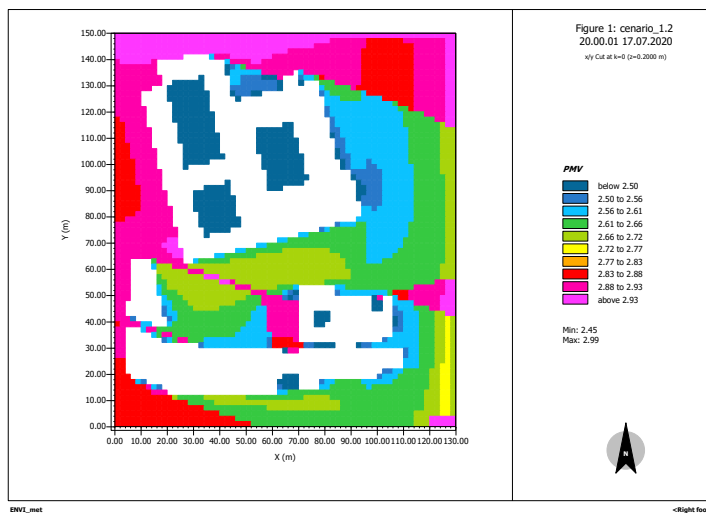 Figure 1: cenario_1.2
20.00.01 17.07.2020
x/y Cut at k=0 (z=0.2000 m)
150.00
140.00
130.00
120.00
110.00
100.00
90.00
80.00
70.00
60.00
50.00
40.00
30.00
20.00
10.00
0.00
Y (m)
0.00 10.00 20.00 30.00 40.00 50.00 60.00 70.00 80.00 90.00 100.00 110.00 120.00 130.00
X (m)
PMV
below 2.50
2.50 to 2.56
2.56 to 2.61
2.61 to 2.66
2.66 to 2.72
2.72 to 2.77
2.77 to 2.83
2.83 to 2.88
2.88 to 2.93
above 2.93
Min: 2.45
Max: 2.99
N
ENVI_met
<Right foo